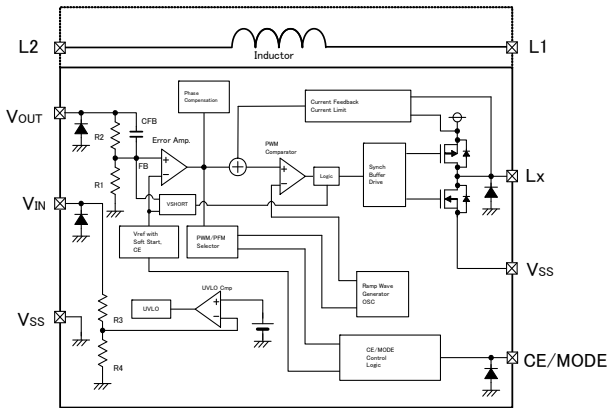 L2
L1
Inductor
VOUT
CFB
R2
Error Amp.
FB
R1
Phase
Compensation
Current Feedback
Current Limit
PWM
Comparator
Logic
Synch
Buffer
Drive
Lx
VIN
VSHORT
Vref with
Soft Start,
CE
PWM/PFM
Selector
VSS
UVLO Cmp
UVLO
R3
Ramp Wave
Generator
OSC
VSS
R4
CE/MODE
Control
Logic
CE/MODE